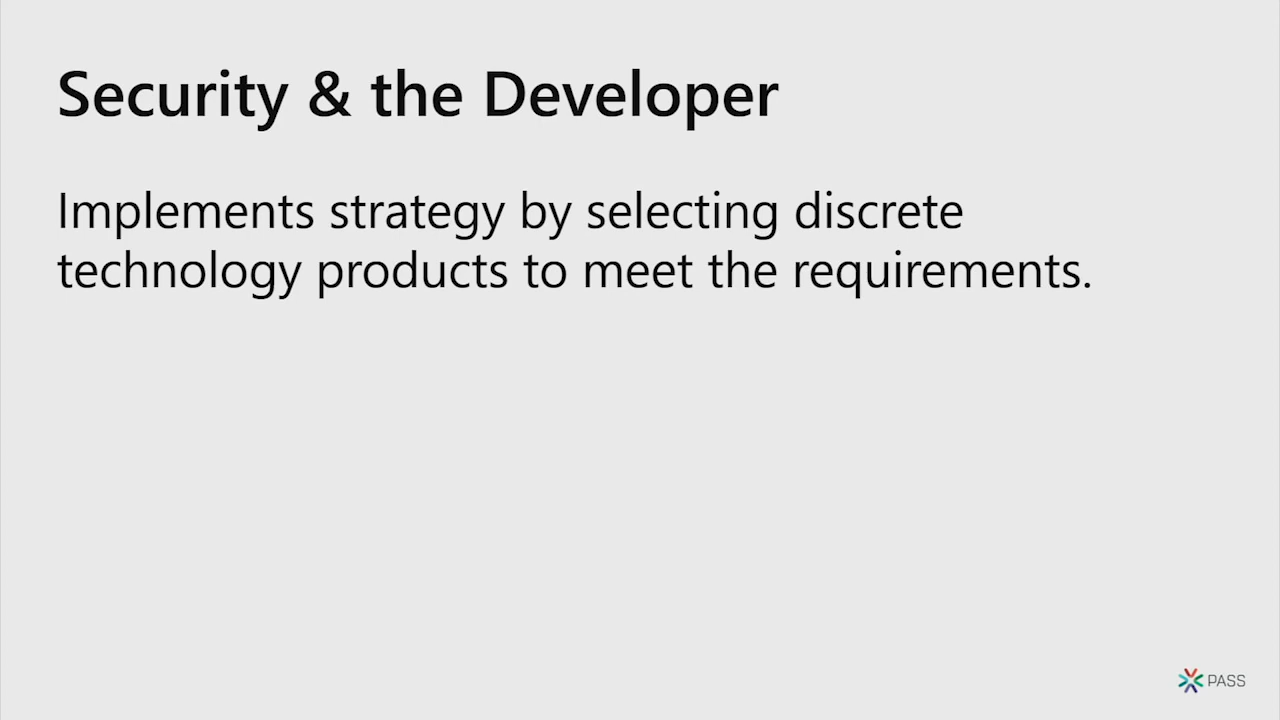 Security & the Developer
Implements strategy by selecting discrete
technology products to meet the requirements.
PASS